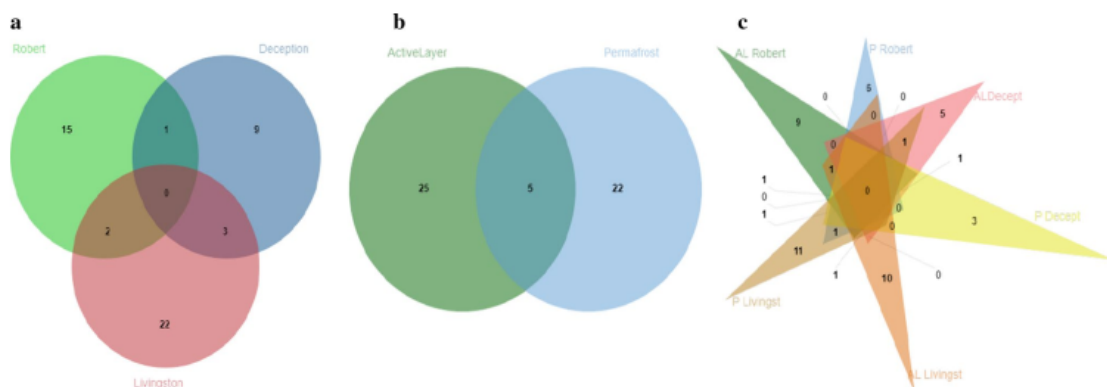 a
Robert
Deception
15
1
9
0
2
3
22
Livingston
b
ActiveLayer
Permafrost
25
5
22
c
AL Robert
P Robert
ALDecept
6
0
0
0
5
9
0
1
1
1
1
0
0
1
0
3
P Decept
0
1
11
1
10
0
P Livingst
AL Livingst